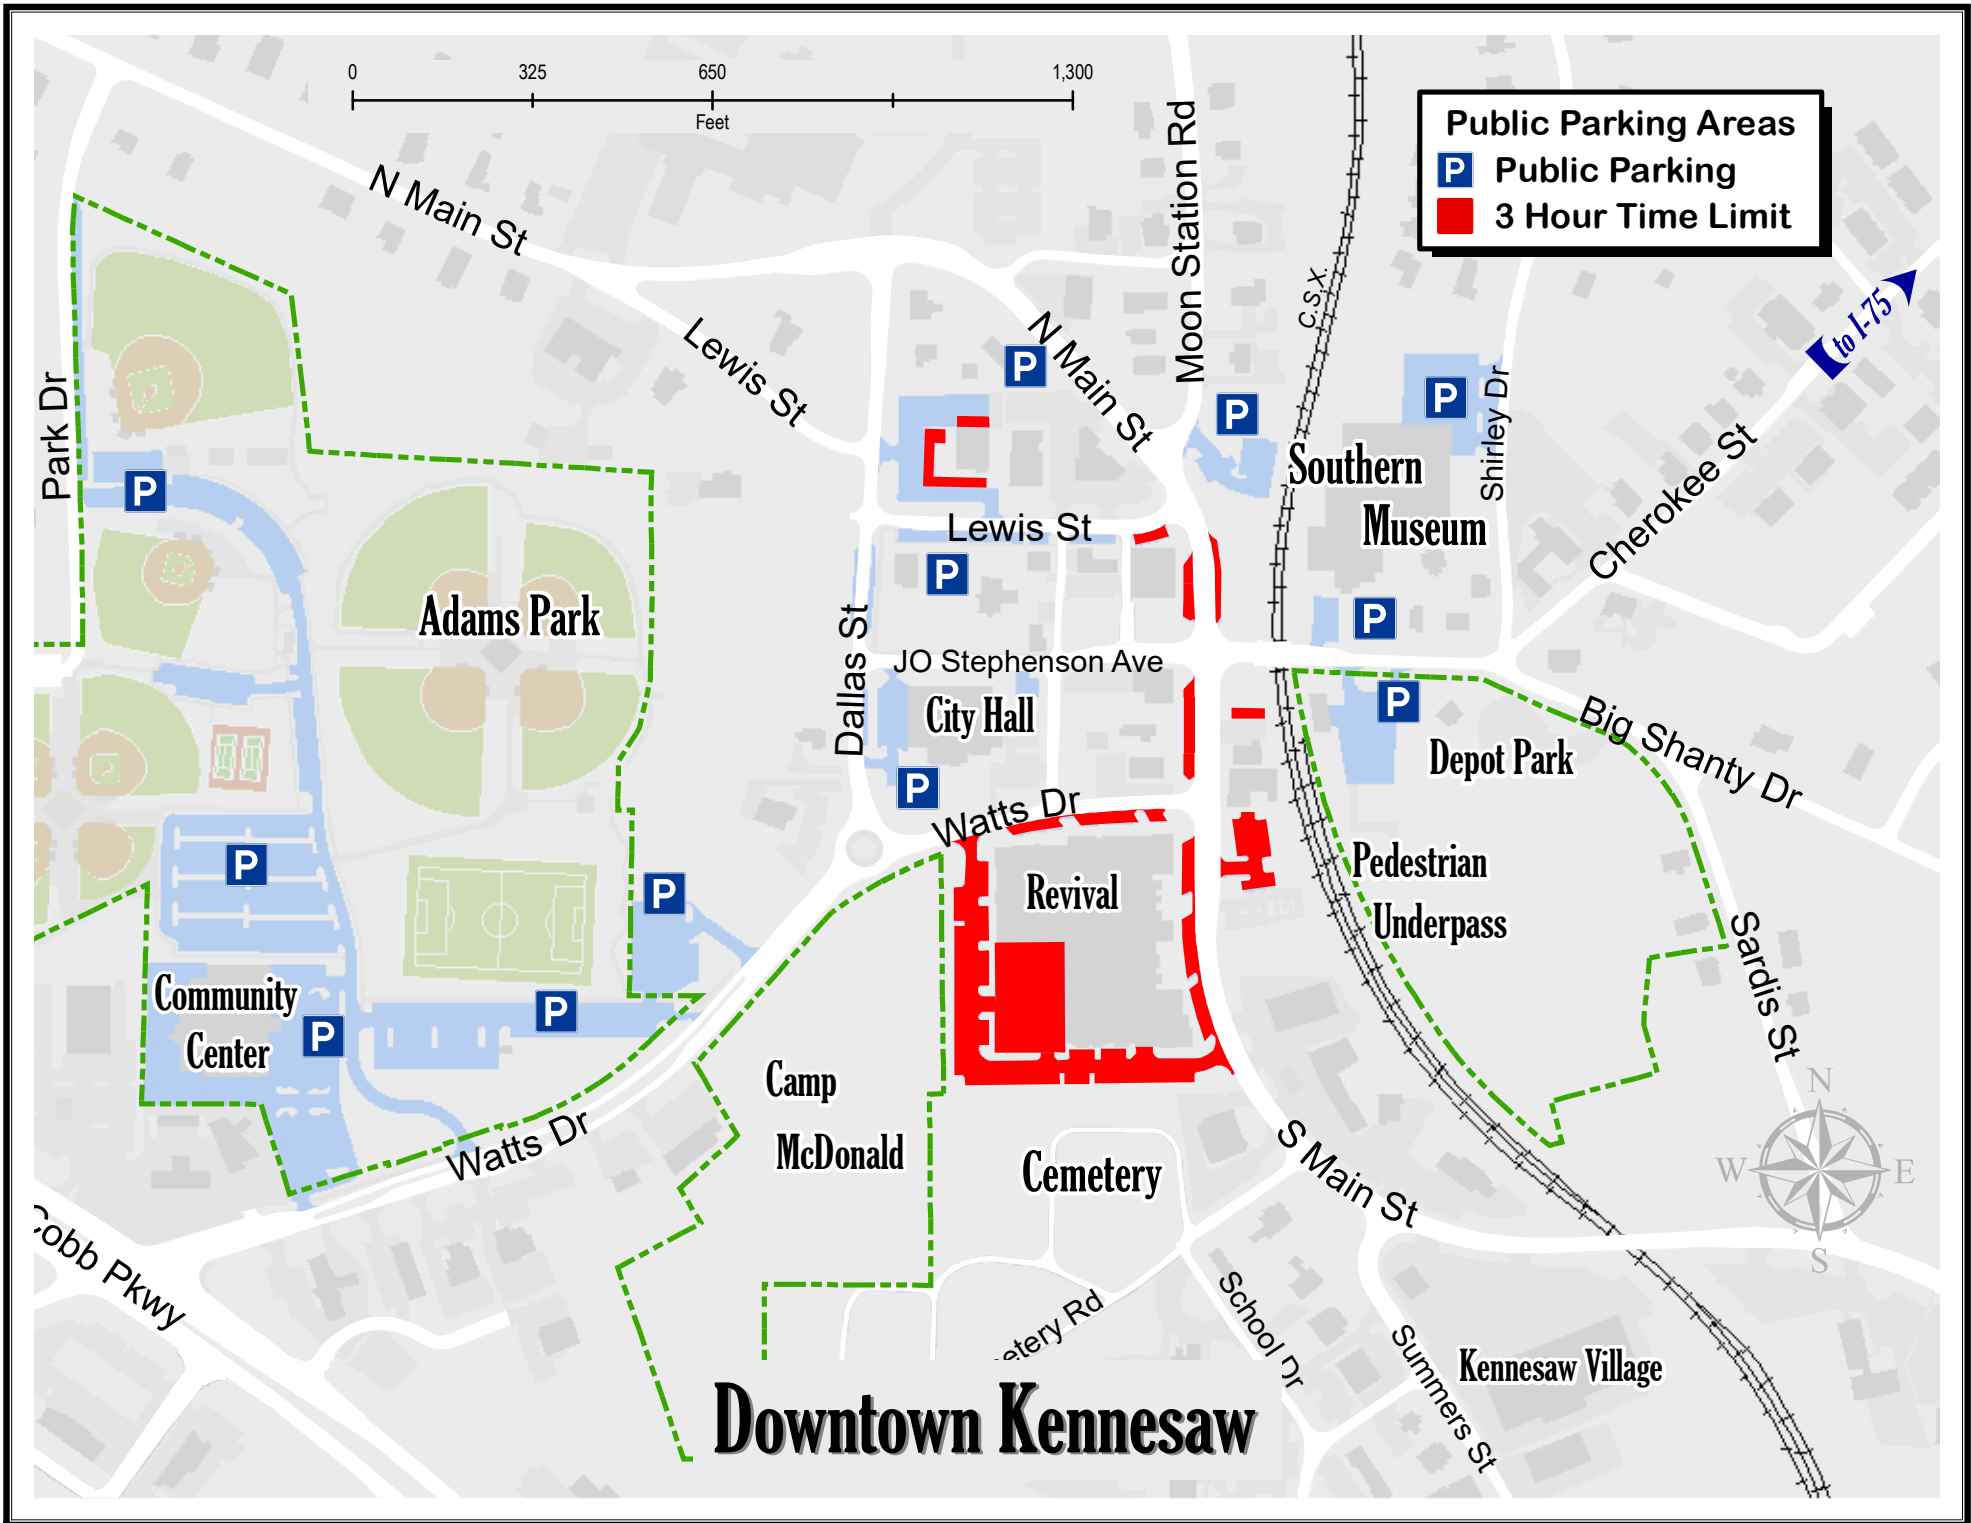 0
325
650
1,300
Feet
Public Parking Areas
P Public Parking
3 Hour Time Limit
N Main St
Moon Station Rd
C.S.X.
to I-75
Lewis St
P
N Main St
P
P
Shirley Dr
Park Dr
P
Southern
Museum
Cherokee St
Lewis St
P
Adams Park
P
Dallas St
JO Stephenson Ave
City Hall
P
Big Shanty Dr
Depot Park
P
Watts Dr
P
P
Revival
Pedestrian
Underpass
Sardis St
Community
Center
P
P
Camp
McDonald
Watts Dr
Cemetery
S Main St
N
W
E
S
Cobb Pkwy
etery Rd
School Dr
Summers St
Kennesaw Village
Downtown Kennesaw